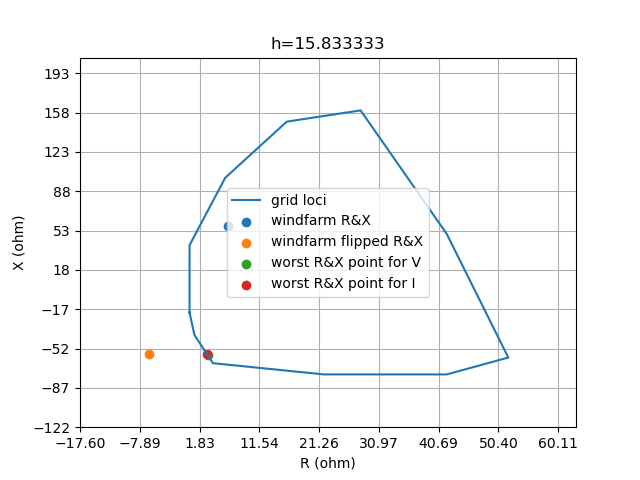 h=15.833333
193
158
123
88
53
18
−17
−52
−87
−122
X (ohm)
grid loci
windfarm R&X
windfarm flipped R&X
worst R&X point for V
worst R&X point for I
−17.60 −7.89 1.83 11.54 21.26 30.97 40.69 50.40 60.11
R (ohm)